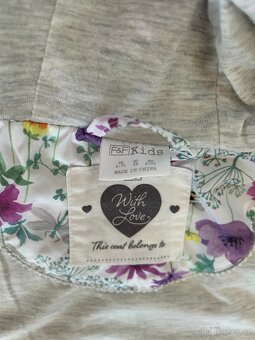 F&F Kids
MADE IN CHINA
With
Love
This coat belongs to